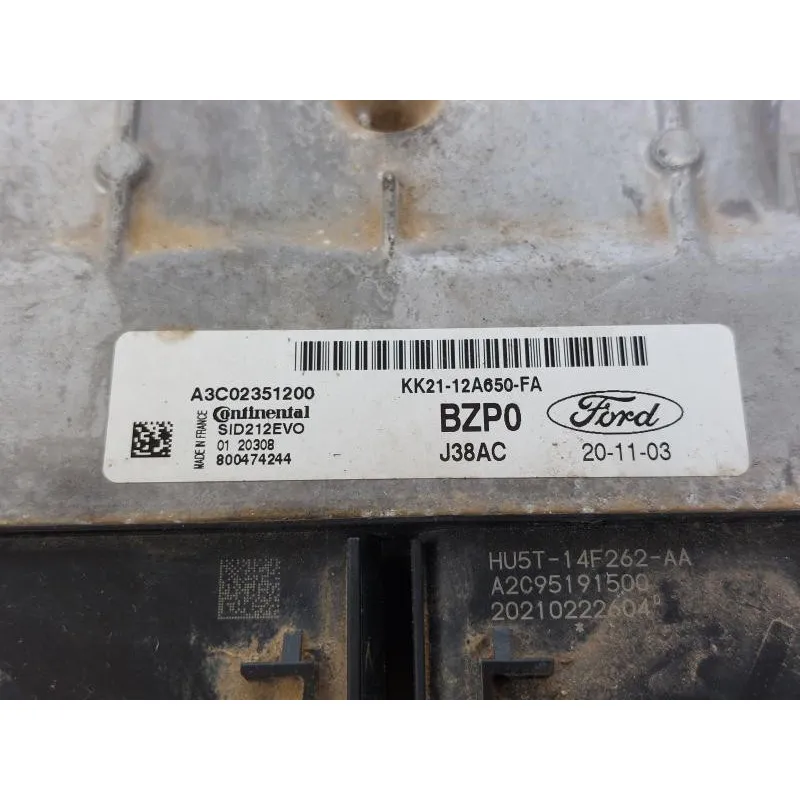 A3C02351200
Continental
SID212EVO
01 20308
800474244
MADE IN FRANCE
KK21-12A650-FA
BZP0
J38AC
Ford
20-11-03
HU5T-14F262-AA
A2C95191500
20210222604